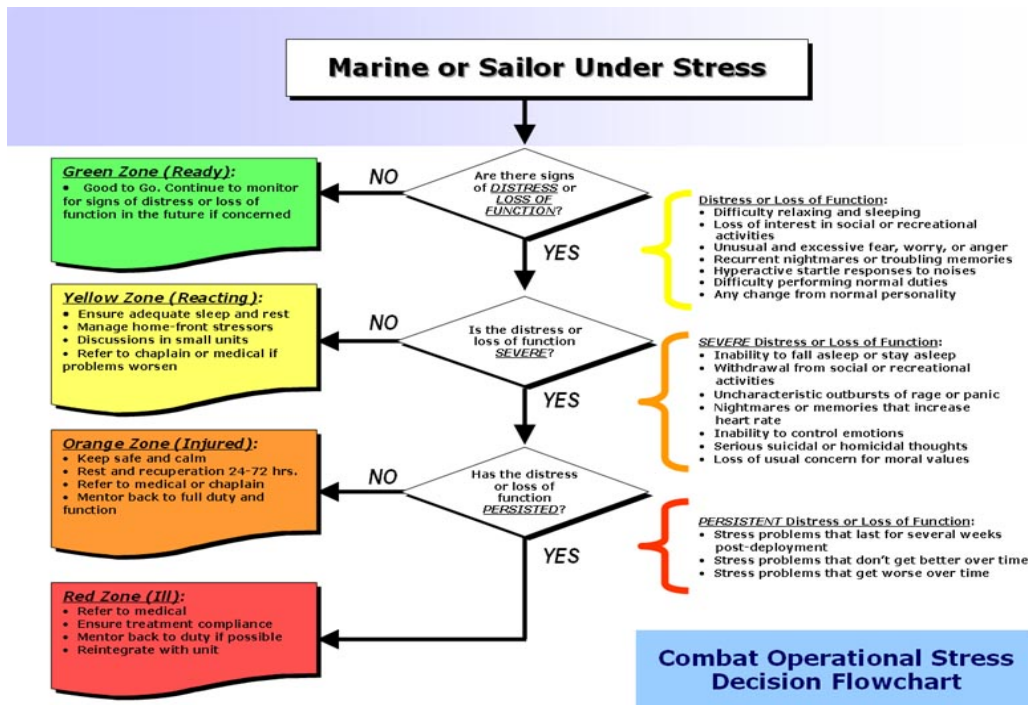 Marine or Sailor Under Stress
Green Zone (Ready):
• Good to Go. Continue to monitor
for signs of distress or loss of
function in the future if concerned
NO
Are there signs
of DISTRESS or
LOSS OF
FUNCTION?
YES
Distress or Loss of Function:
• Difficulty relaxing and sleeping
• Loss of interest in social or recreational
activities
• Unusual and excessive fear, worry, or anger
• Recurrent nightmares or troubling memories
• Hyperactive startle responses to noises
• Difficulty performing normal duties
• Any change from normal personality
Yellow Zone (Reacting):
• Ensure adequate sleep and rest
• Manage home-front stressors
• Discussions in small units
• Refer to chaplain or medical if
problems worsen
NO
Is the distress or
loss of function
SEVERE?
YES
SEVERE Distress or Loss of Function:
• Inability to fall asleep or stay asleep
• Withdrawal from social or recreational
activities
• Uncharacteristic outbursts of rage or panic
• Nightmares or memories that increase
heart rate
• Inability to control emotions
• Serious suicidal or homicidal thoughts
• Loss of usual concern for moral values
Orange Zone (Injured):
• Keep safe and calm
• Rest and recuperation 24-72 hrs.
• Refer to medical or chaplain
• Mentor back to full duty and
function
NO
Has the distress
or loss of
function
PERSISTED?
YES
PERSISTENT Distress or Loss of Function:
• Stress problems that last for several weeks
post-deployment
• Stress problems that don't get better over time
• Stress problems that get worse over time
Red Zone (Ill):
• Refer to medical
• Ensure treatment compliance
• Mentor back to duty if possible
• Reintegrate with unit
Combat Operational Stress
Decision Flowchart